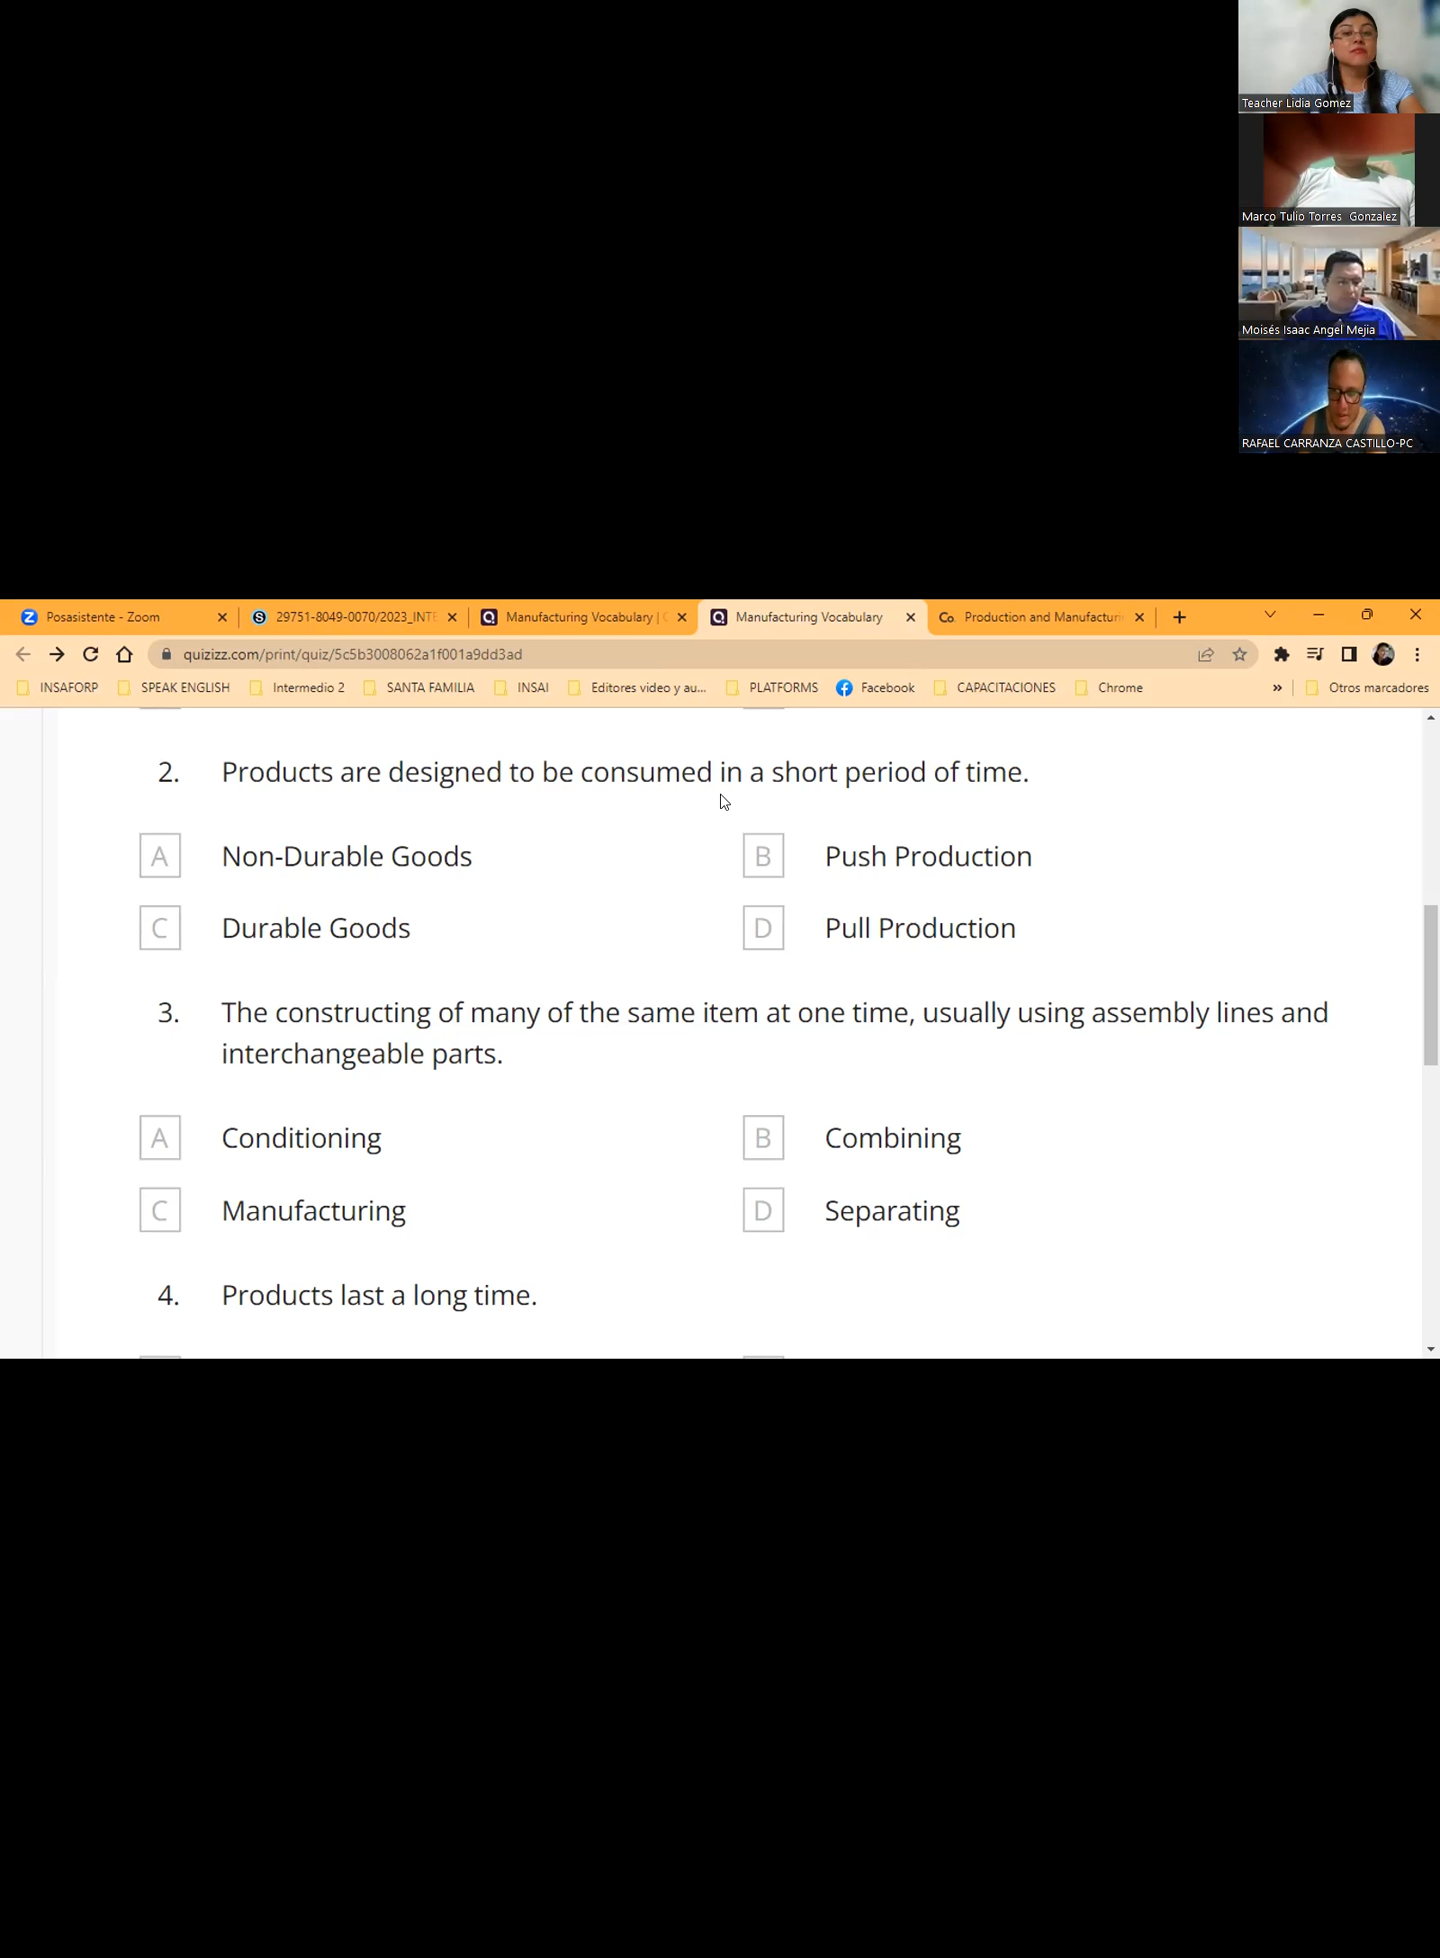 Teacher Lidia Gomez
Marco Tulio Torres Gonzalez
Moisés Isaac Angel Mejia
RAFAEL CARRANZA CASTILLO-PC
Posasistente - Zoom
29751-8049-0070/2023_INTE
Manufacturing Vocabulary |
Manufacturing Vocabulary
Co. Production and Manufacturi
quizizz.com/print/quiz/5c5b3008062a1f001a9dd3ad
INSAFORP SPEAK ENGLISH Intermedio 2 SANTA FAMILIA INSAI Editores video y au... PLATFORMS Facebook CAPACITACIONES Chrome » Otros marcadores
2. Products are designed to be consumed in a short period of time.
A Non-Durable Goods
B Push Production
C Durable Goods
D Pull Production
3. The constructing of many of the same item at one time, usually using assembly lines and
interchangeable parts.
A Conditioning
B Combining
C Manufacturing
D Separating
4. Products last a long time.